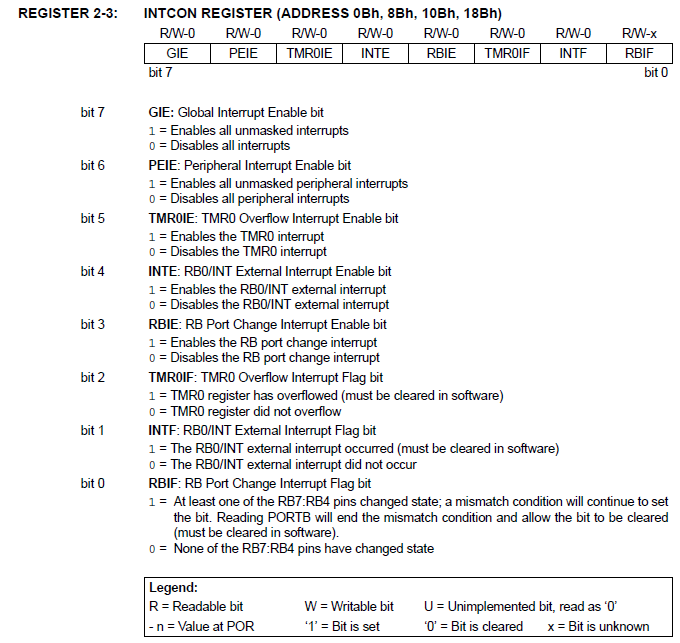 REGISTER 2-3: INTCON REGISTER (ADDRESS 0Bh, 8Bh, 10Bh, 18Bh)
R/W-0 R/W-0 R/W-0 R/W-0 R/W-0 R/W-0 R/W-0 R/W-x
GIE PEIE TMR0IE INTE RBIE TMR0IF INTF RBIF
bit 7 bit 0
bit 7 GIE: Global Interrupt Enable bit
1 = Enables all unmasked interrupts
0 = Disables all interrupts
bit 6 PEIE: Peripheral Interrupt Enable bit
1 = Enables all unmasked peripheral interrupts
0 = Disables all peripheral interrupts
bit 5 TMR0IE: TMR0 Overflow Interrupt Enable bit
1 = Enables the TMR0 interrupt
0 = Disables the TMR0 interrupt
bit 4 INTE: RB0/INT External Interrupt Enable bit
1 = Enables the RB0/INT external interrupt
0 = Disables the RB0/INT external interrupt
bit 3 RBIE: RB Port Change Interrupt Enable bit
1 = Enables the RB port change interrupt
0 = Disables the RB port change interrupt
bit 2 TMR0IF: TMR0 Overflow Interrupt Flag bit
1 = TMR0 register has overflowed (must be cleared in software)
0 = TMR0 register did not overflow
bit 1 INTF: RB0/INT External Interrupt Flag bit
1 = The RB0/INT external interrupt occurred (must be cleared in software)
0 = The RB0/INT external interrupt did not occur
bit 0 RBIF: RB Port Change Interrupt Flag bit
1 = At least one of the RB7:RB4 pins changed state; a mismatch condition will continue to set
the bit. Reading PORTB will end the mismatch condition and allow the bit to be cleared
(must be cleared in software).
0 = None of the RB7:RB4 pins have changed state
Legend:
R = Readable bit W = Writable bit U = Unimplemented bit, read as ‘0’
- n = Value at POR ‘1’ = Bit is set ‘0’ = Bit is cleared x = Bit is unknown